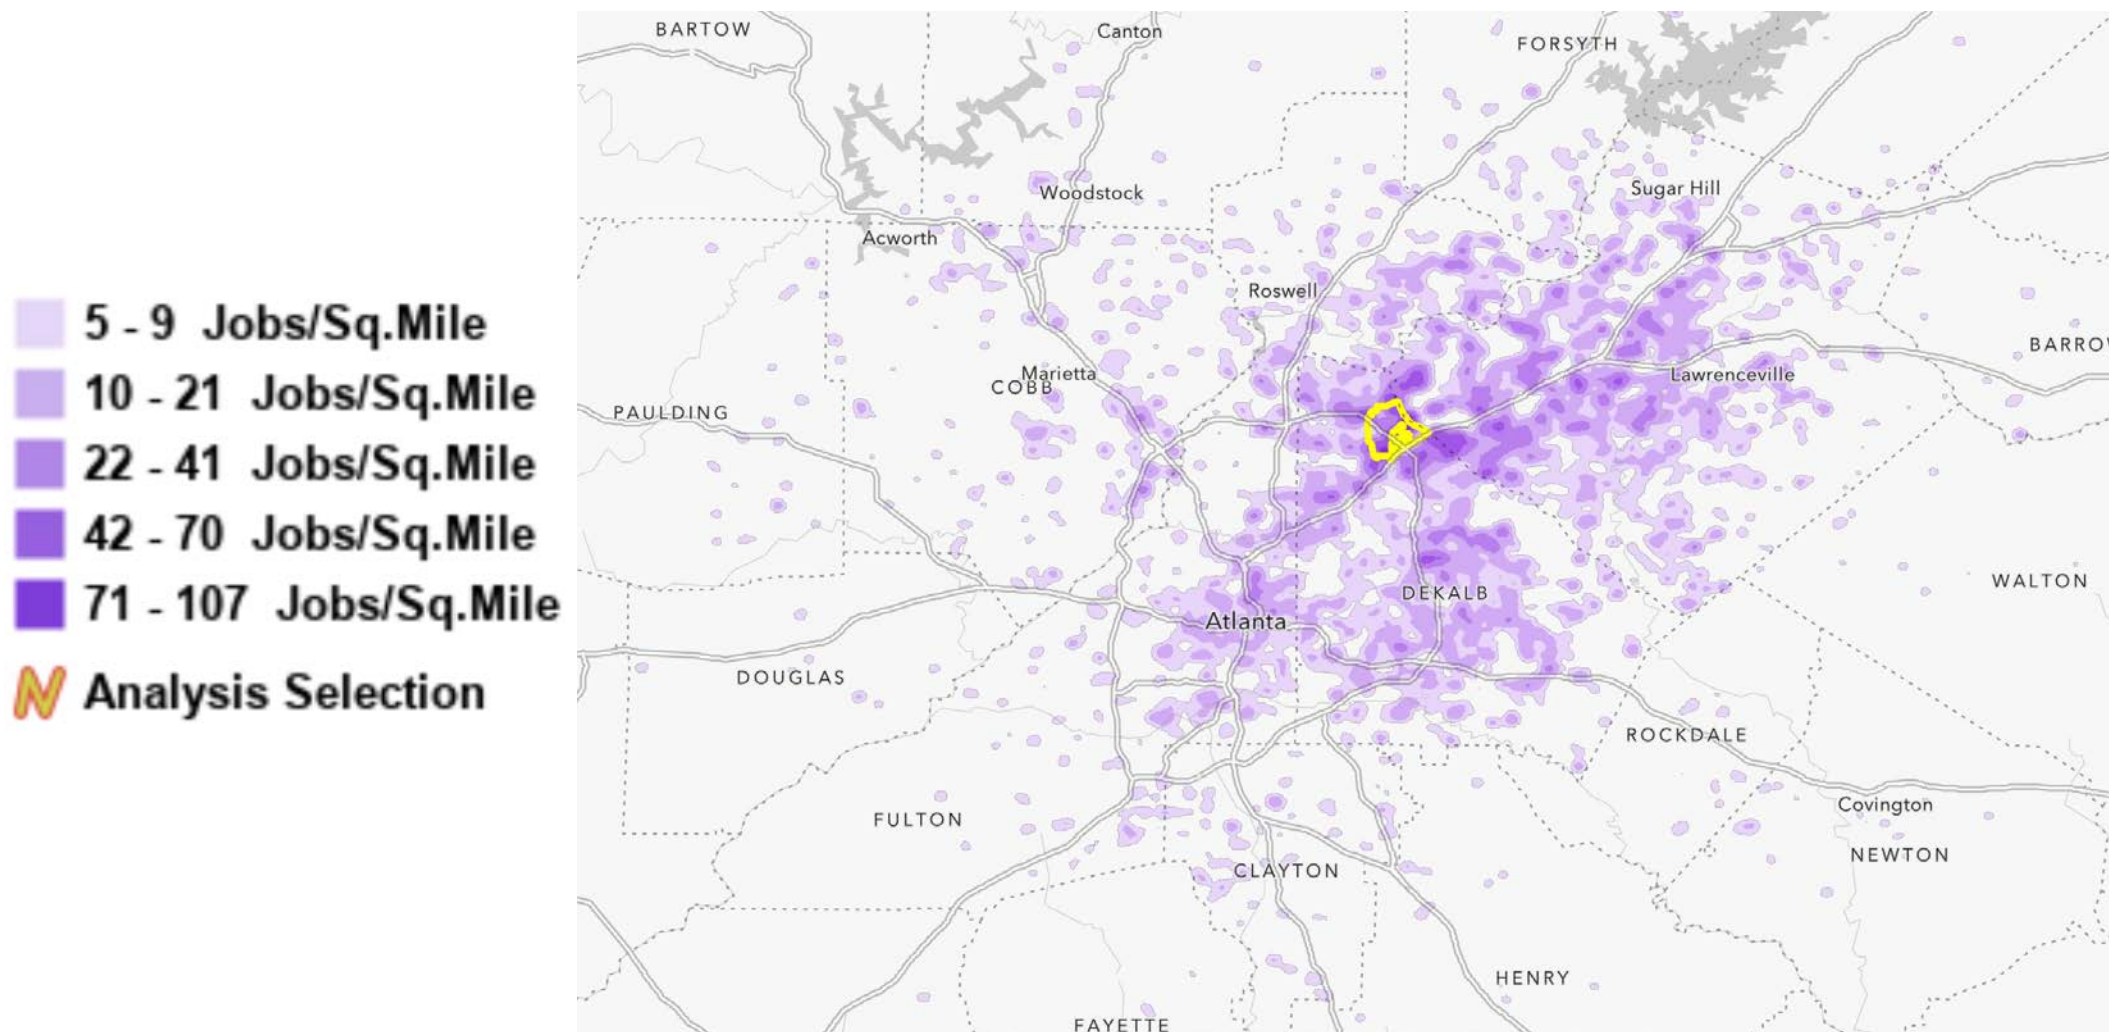 5 - 9 Jobs/Sq.Mile
10 - 21 Jobs/Sq.Mile
22 - 41 Jobs/Sq.Mile
42 - 70 Jobs/Sq.Mile
71 - 107 Jobs/Sq.Mile
Analysis Selection
BARTOW
Canton
FORSYTH
Woodstock
Sugar Hill
Acworth
Roswell
BARROW
Marietta
Lawrenceville
COBB
PAULDING
WALTON
DEKALB
Atlanta
DOUGLAS
ROCKDALE
Covington
FULTON
NEWTON
CLAYTON
HENRY
FAYETTE